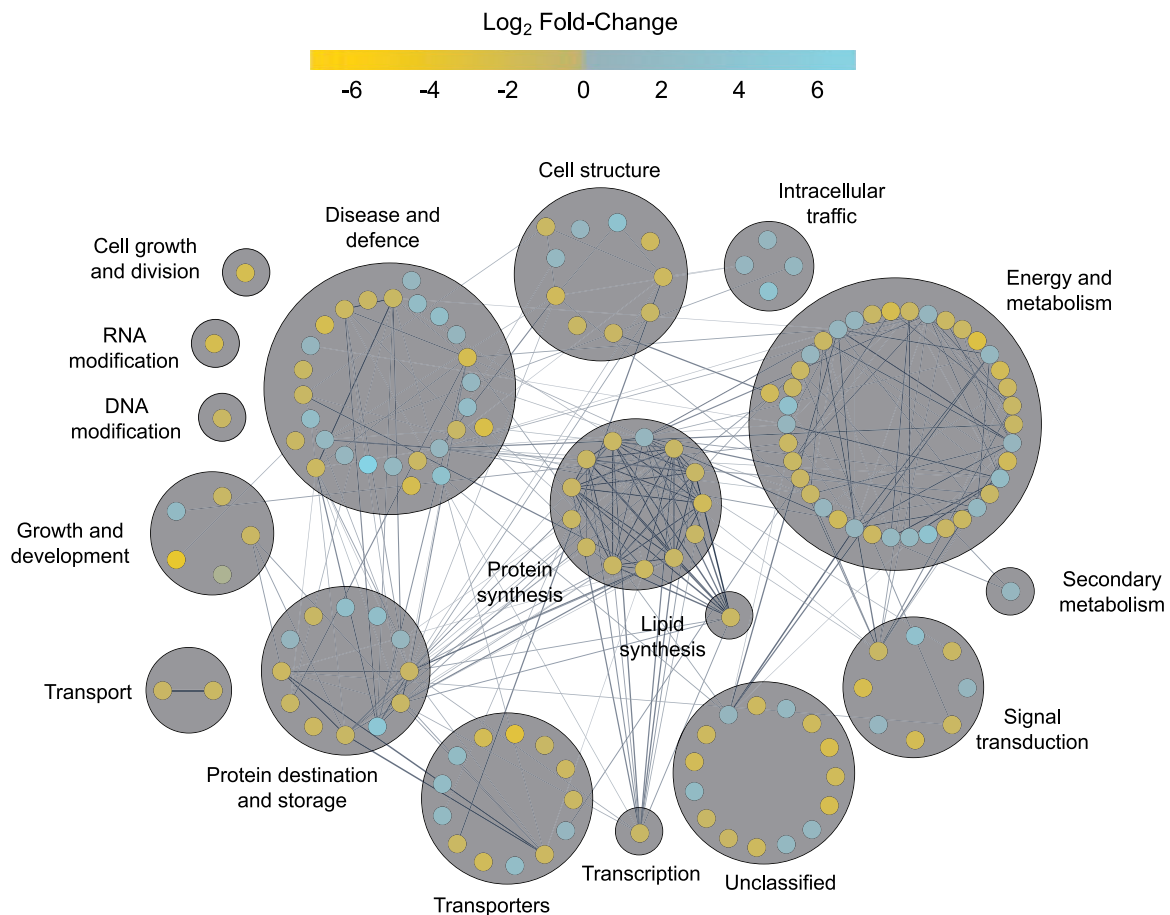 Log₂ Fold-Change
-6 -4 -2 0 2 4 6
Cell structure
Intracellular
traffic
Disease and
defence
Cell growth
and division
Energy and
metabolism
RNA
modification
DNA
modification
Growth and
development
Protein
synthesis
Secondary
metabolism
Lipid
synthesis
Transport
Signal
transduction
Protein destination
and storage
Transcription
Unclassified
Transporters